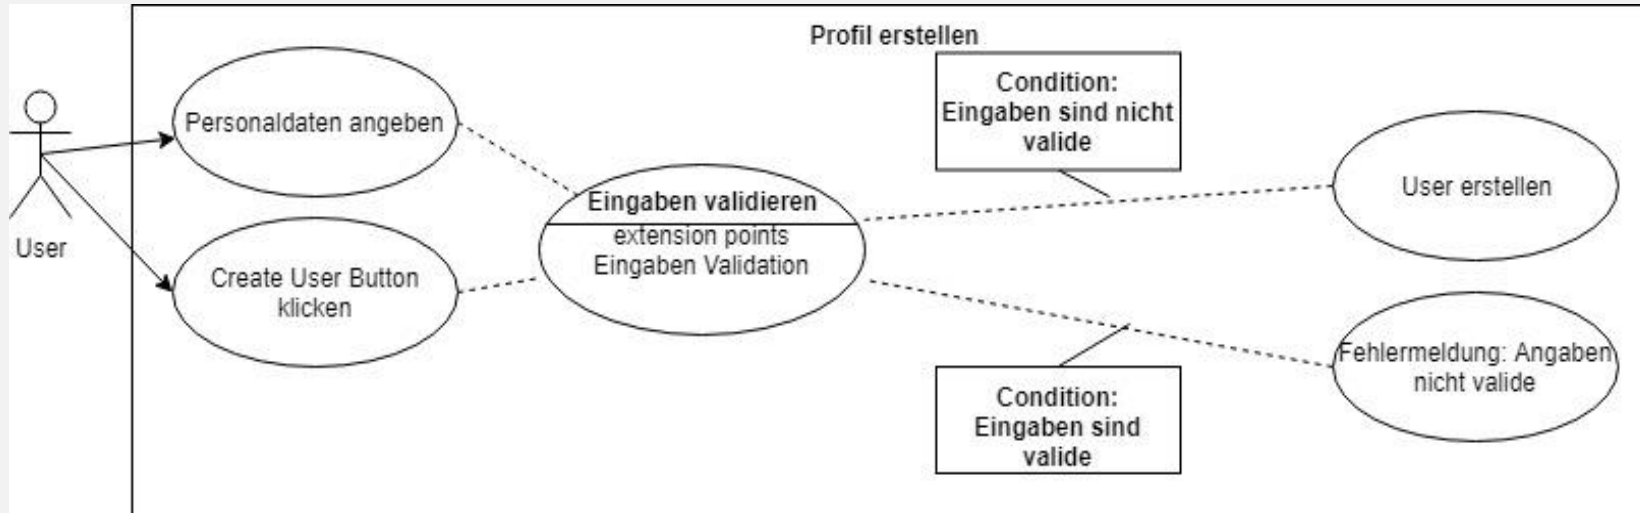 Profil erstellen
User
Personaldaten angeben
Create User Button
klicken
Eingaben validieren
extension points
Eingaben Validation
Condition:
Eingaben sind nicht
valide
Condition:
Eingaben sind
valide
User erstellen
Fehlermeldung: Angaben
nicht valide